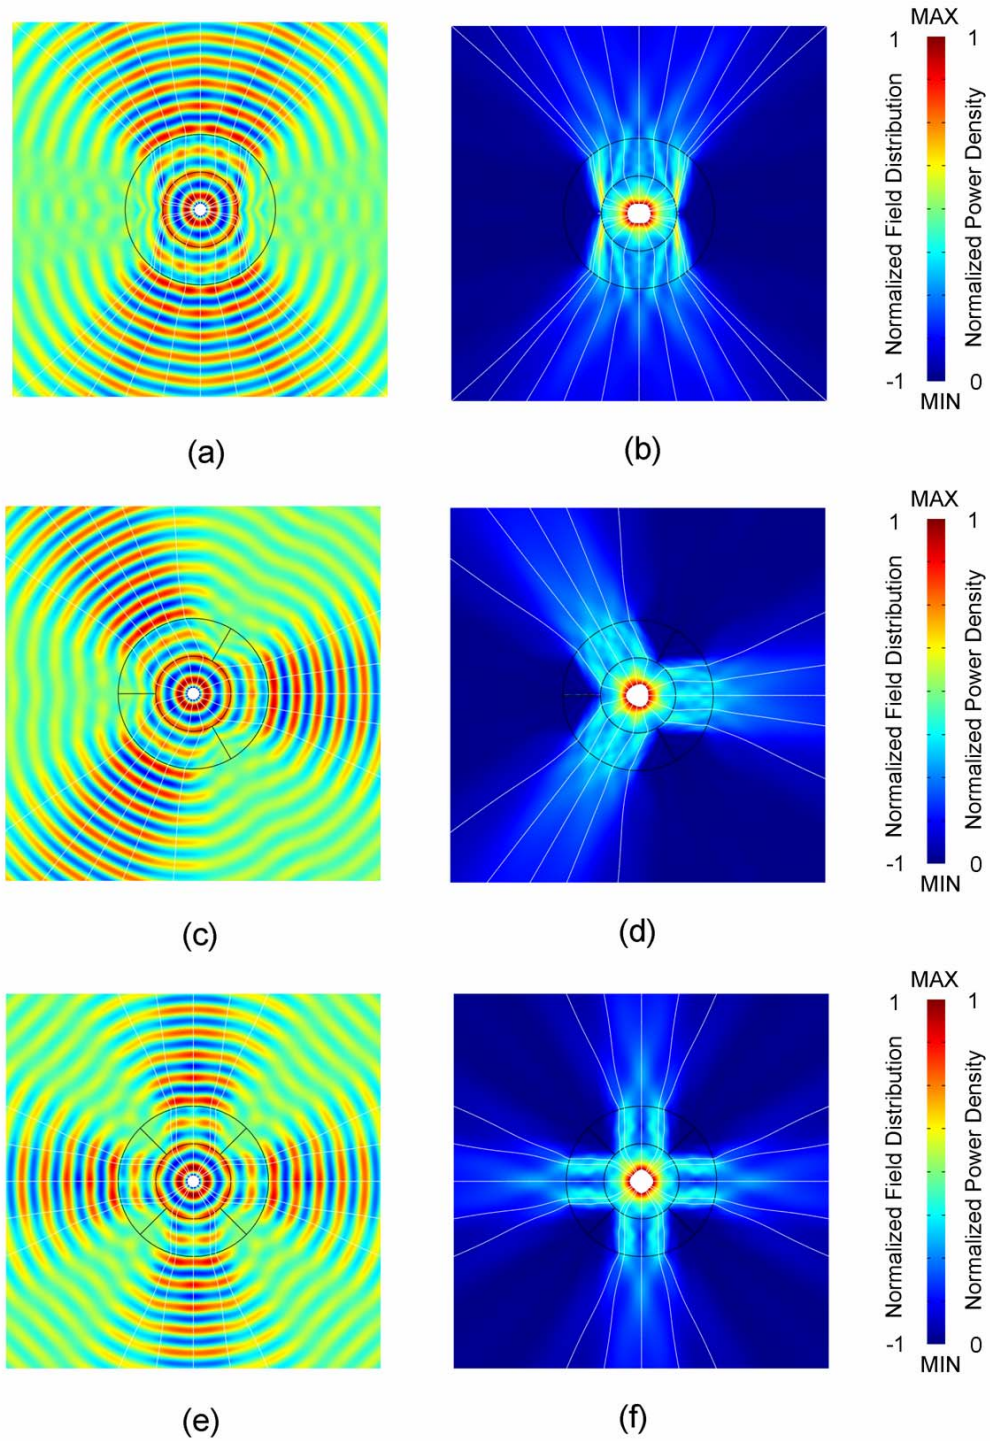 MAX
1 1
Normalized Field Distribution
Normalized Power Density
-1 0
MIN
(a) (b)
MAX
1 1
Normalized Field Distribution
Normalized Power Density
-1 0
MIN
(c) (d)
MAX
1 1
Normalized Field Distribution
Normalized Power Density
-1 0
MIN
(e) (f)